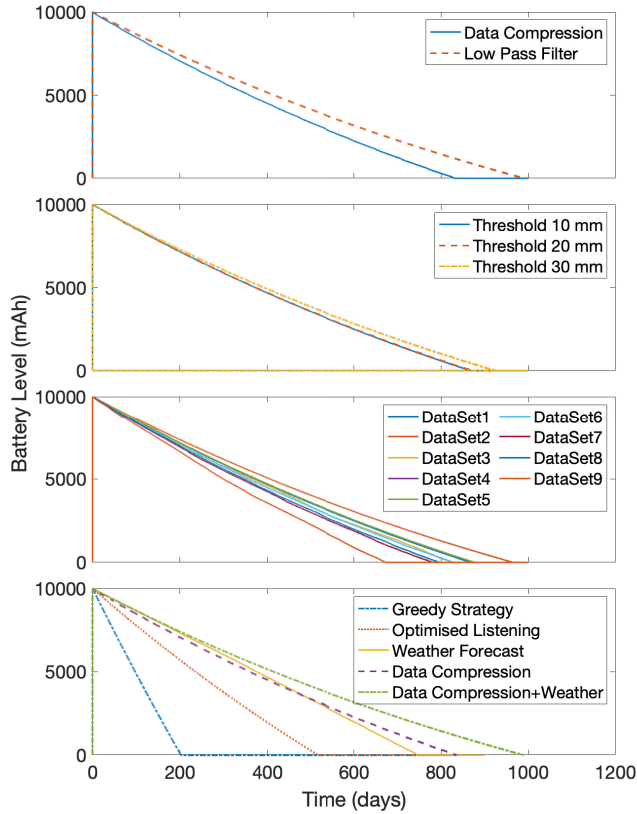 10000
5000
0
Data Compression
Low Pass Filter
10000
5000
0
Threshold 10 mm
Threshold 20 mm
Threshold 30 mm
Battery Level (mAh)
10000
5000
0
DataSet1 DataSet6
DataSet2 DataSet7
DataSet3 DataSet8
DataSet4 DataSet9
DataSet5
10000
5000
0
Greedy Strategy
Optimised Listening
Weather Forecast
Data Compression
Data Compression+Weather
0 200 400 600 800 1000 1200
Time (days)